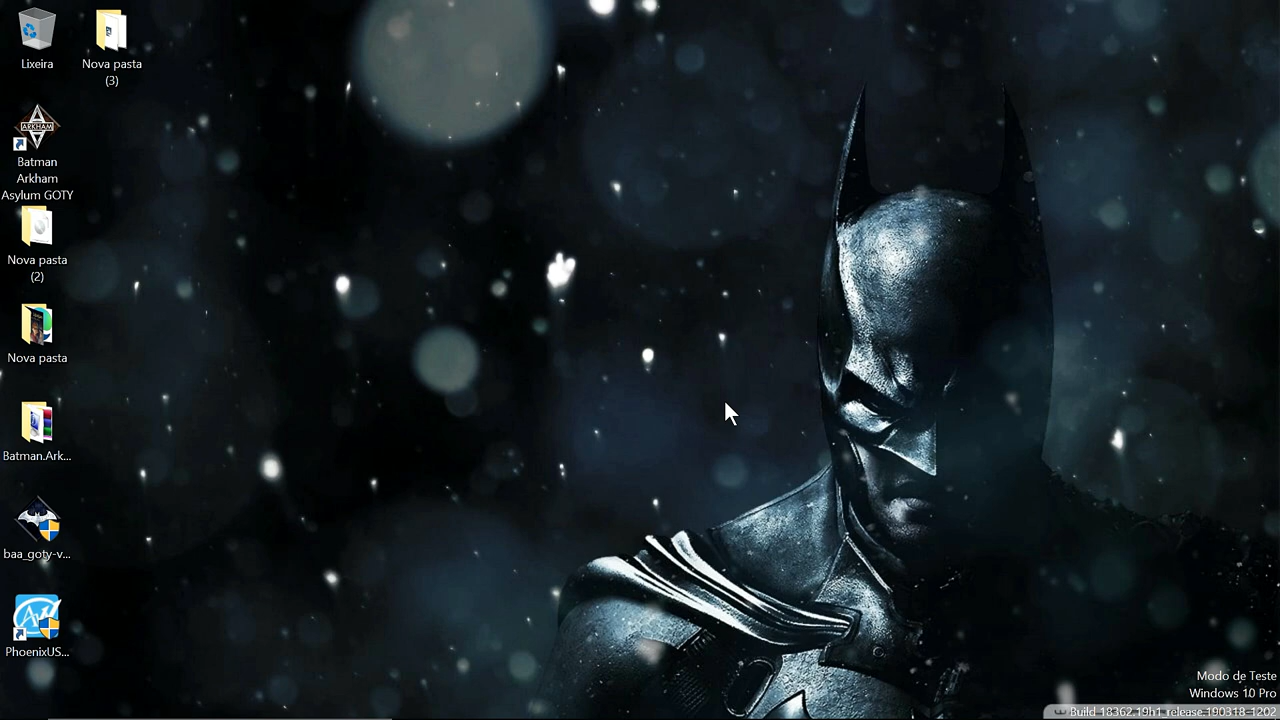 Lixeira
Nova pasta
(3)
ARKHAM
Batman
Arkham
Asylum GOTY
Nova pasta
(2)
Nova pasta
Batman.Ark...
baa_goty-v...
PhoenixUS...
Modo de Teste
Windows 10 Pro
Build 18362.19h1_release.190318-1202